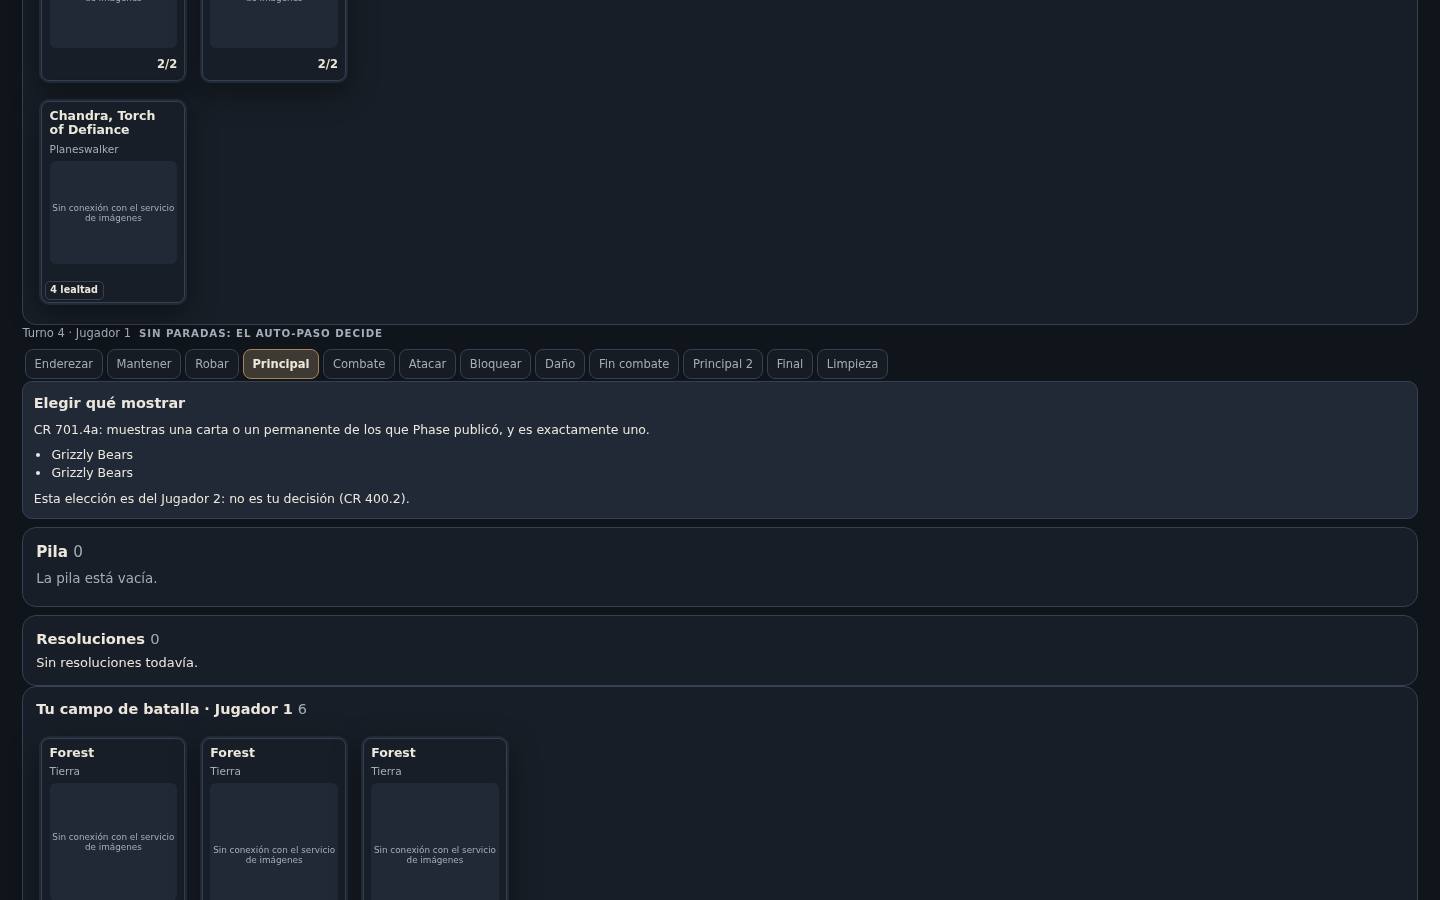 2/2
2/2
Chandra, Torch
of Defiance
Planeswalker
Sin conexión con el servicio
de imágenes
4 lealtad
Turno 4 · Jugador 1 SIN PARADAS: EL AUTO-PASO DECIDE
Enderezar Mantener Robar Principal Combate Atacar Bloquear Daño Fin combate Principal 2 Final Limpieza
Elegir qué mostrar
CR 701.4a: muestras una carta o un permanente de los que Phase publicó, y es exactamente uno.
• Grizzly Bears
• Grizzly Bears
Esta elección es del Jugador 2: no es tu decisión (CR 400.2).
Pila 0
La pila está vacía.
Resoluciones 0
Sin resoluciones todavía.
Tu campo de batalla · Jugador 1 6
Forest Forest Forest
Tierra Tierra Tierra
Sin conexión con el servicio
de imágenes
Sin conexión con el servicio
de imágenes
Sin conexión con el servicio
de imágenes